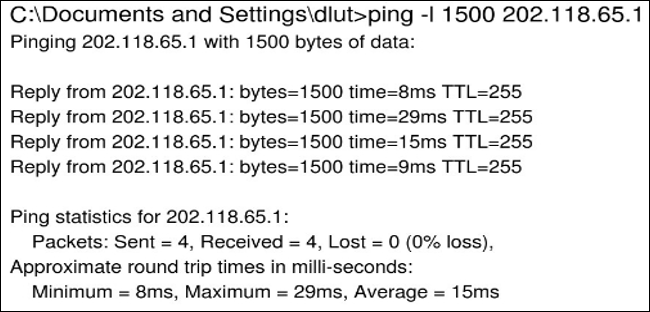 C:\Documents and Settings\dlut>ping -l 1500 202.118.65.1
Pinging 202.118.65.1 with 1500 bytes of data:
Reply from 202.118.65.1: bytes=1500 time=8ms TTL=255
Reply from 202.118.65.1: bytes=1500 time=29ms TTL=255
Reply from 202.118.65.1: bytes=1500 time=15ms TTL=255
Reply from 202.118.65.1: bytes=1500 time=9ms TTL=255
Ping statistics for 202.118.65.1:
Packets: Sent = 4, Received = 4, Lost = 0 (0% loss),
Approximate round trip times in milli-seconds:
Minimum = 8ms, Maximum = 29ms, Average = 15ms